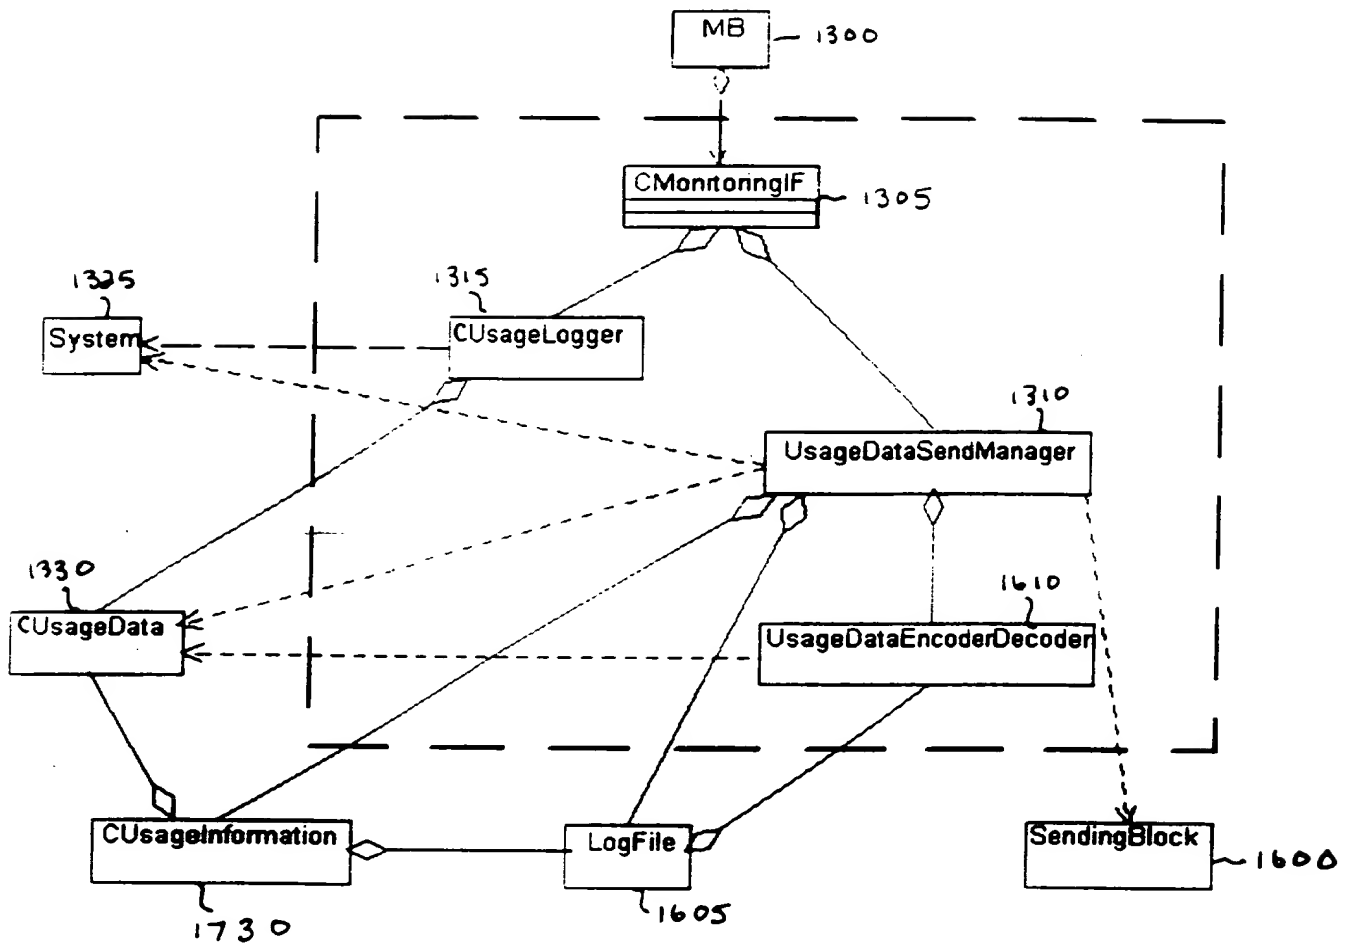 MB
1300
CMonitoringIF
1305
1315
1325
CUsageLogger
System
1310
UsageDataSendManager
1330
1610
CUsageData
UsageDataEncoderDecoder
CUsageInformation
LogFile
SendingBlock
1600
1605
1730